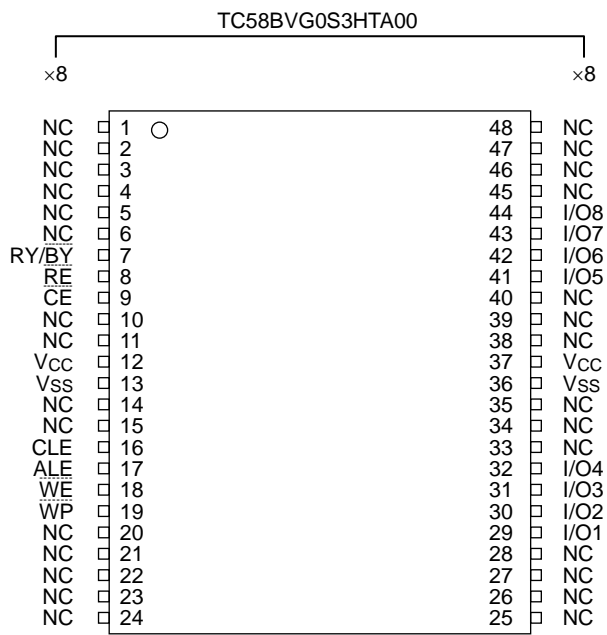 TC58BVG0S3HTA00
×8 ×8
NC 1 48 NC
NC 2 47 NC
NC 3 46 NC
NC 4 45 NC
NC 5 44 I/O8
NC 6 43 I/O7
RY/BY 7 42 I/O6
RE 8 41 I/O5
CE 9 40 NC
NC 10 39 NC
NC 11 38 NC
VCC 12 37 VCC
VSS 13 36 VSS
NC 14 35 NC
NC 15 34 NC
CLE 16 33 NC
ALE 17 32 I/O4
WE 18 31 I/O3
WP 19 30 I/O2
NC 20 29 I/O1
NC 21 28 NC
NC 22 27 NC
NC 23 26 NC
NC 24 25 NC